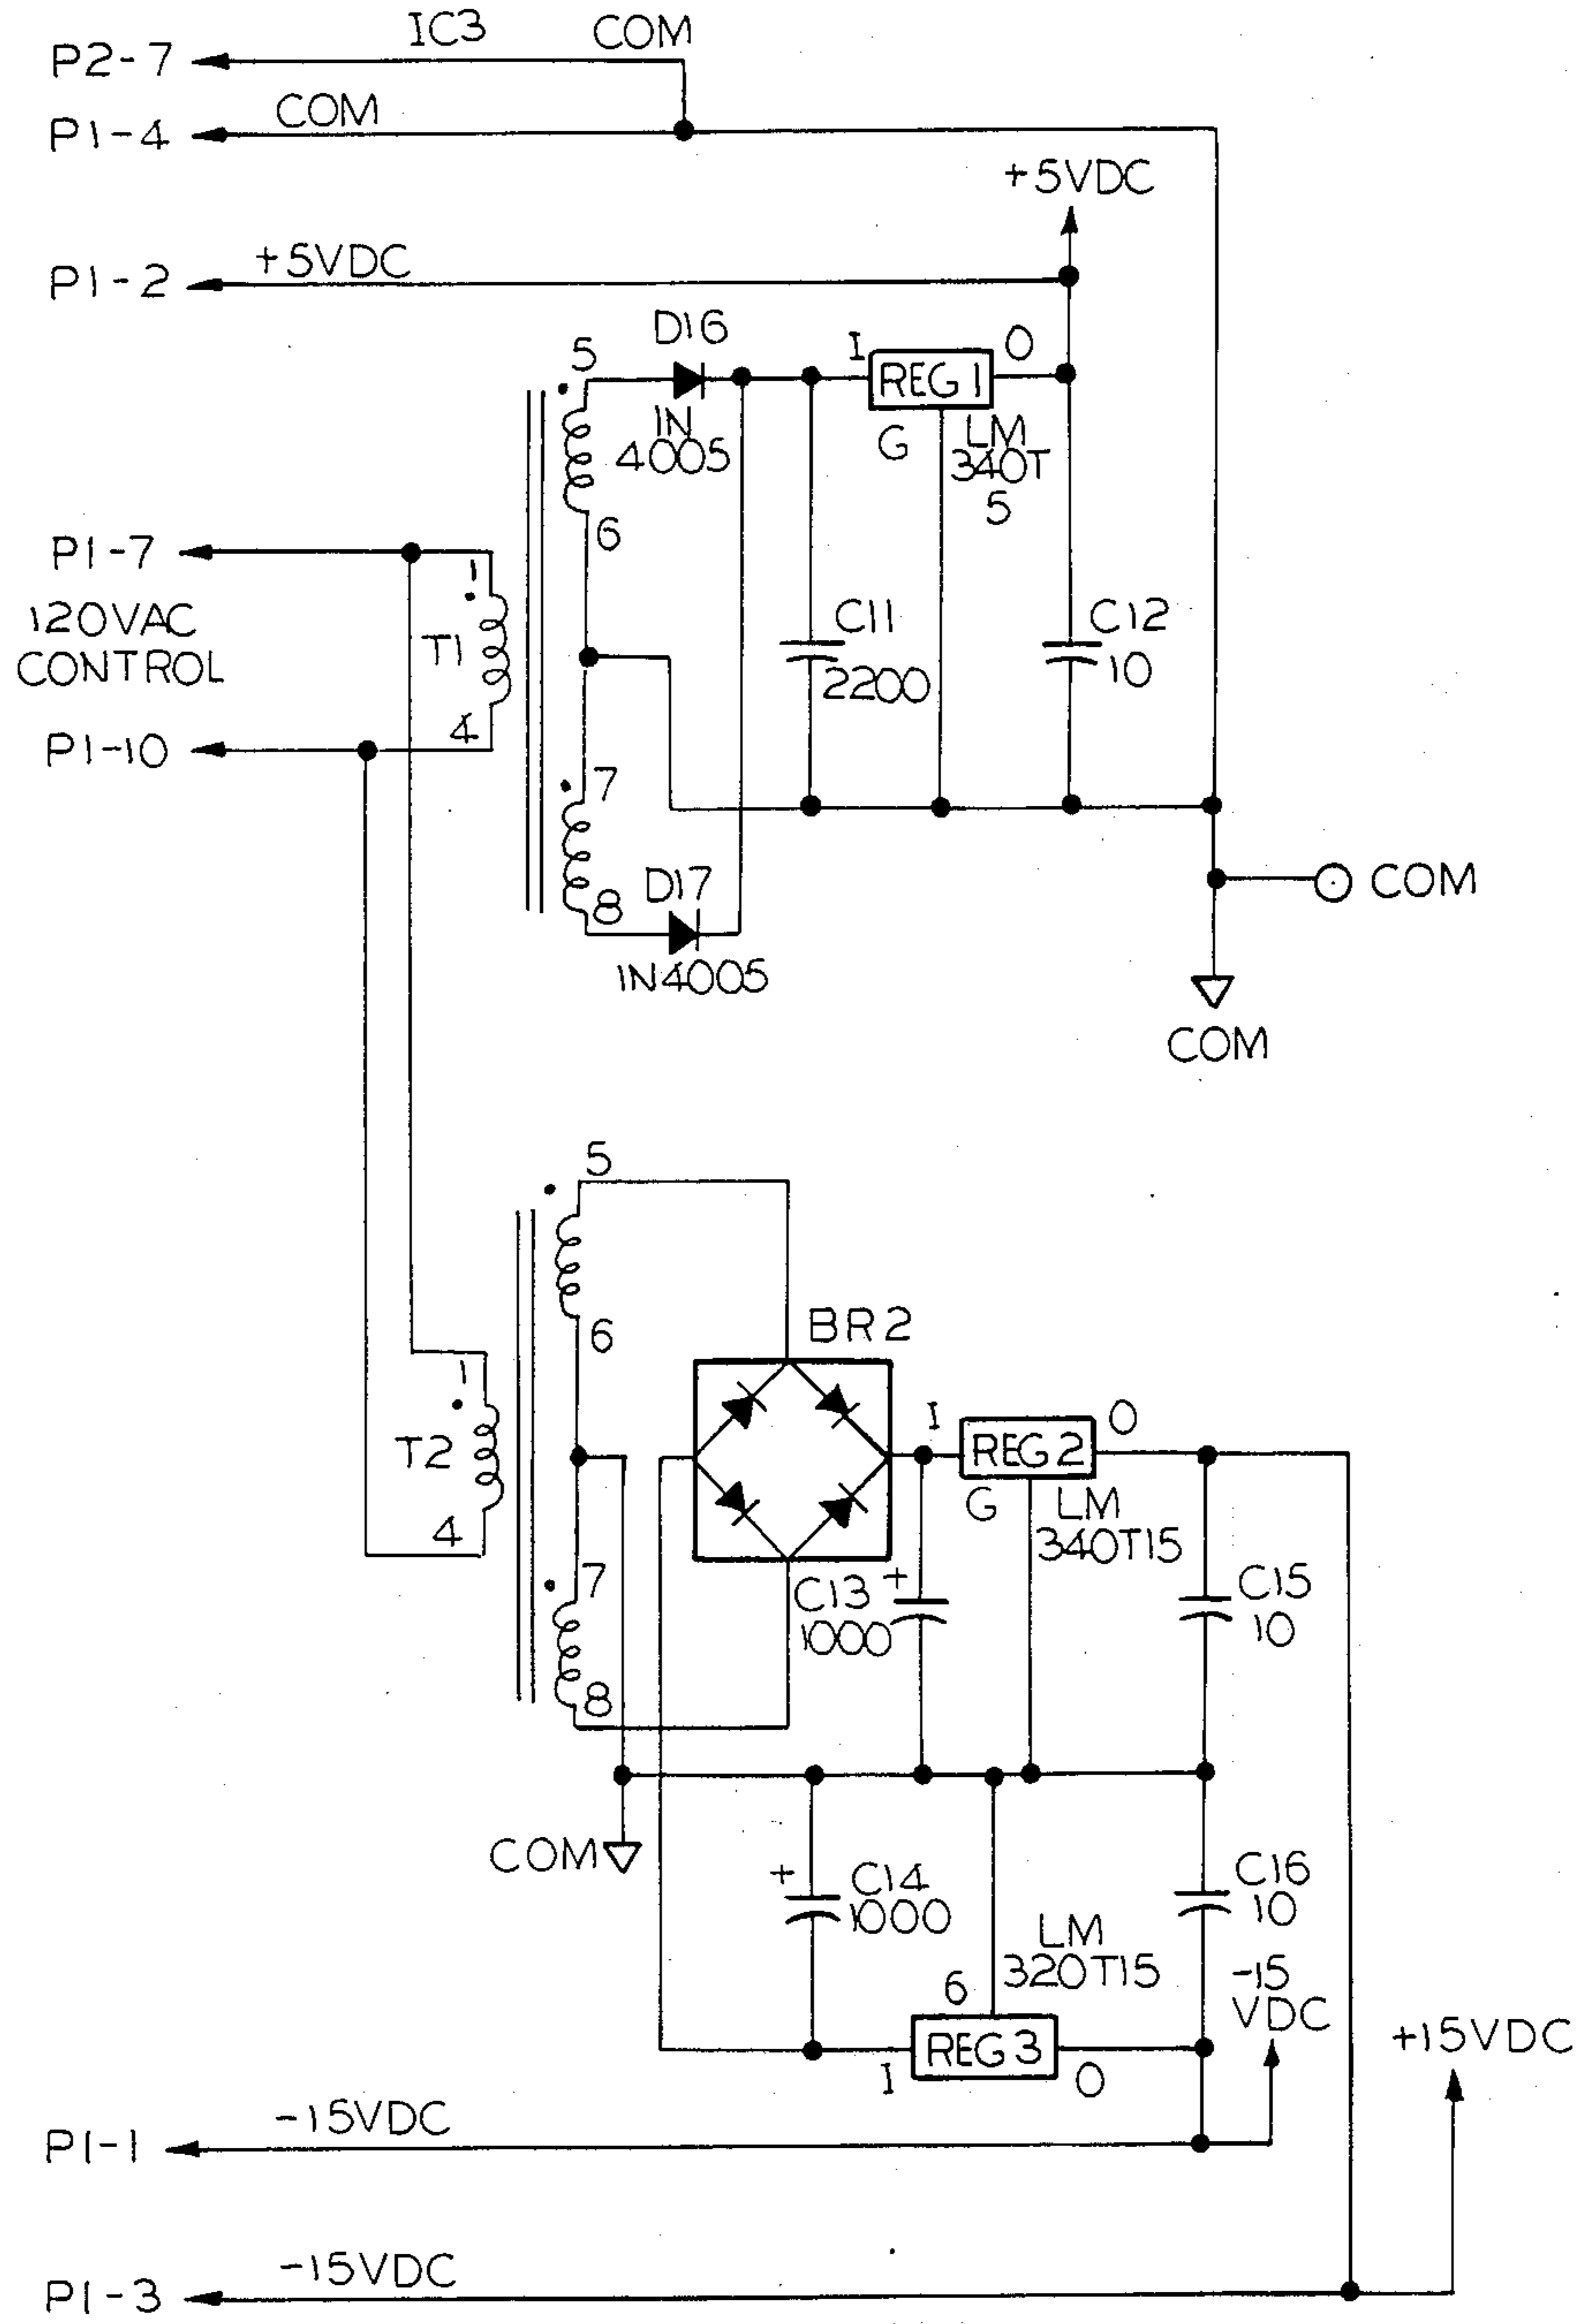 IC3 COM
P2-7
COM
P1-4
+5VDC
+5VDC
P1-2
D16
5
I
REG 1
O
IN
4005
G
LM
340T
5
6
P1-7
1
120VAC
CONTROL
T1
C11
2200
C12
10
4
P1-10
7
8
D17
COM
IN4005
COM
5
6
BR2
1
T2
I
REG 2
O
G
LM
340T15
4
7
C13 +
1000
C15
10
8
COM
+
C14
1000
C16
10
LM
320T15
6
-15
VDC
+15VDC
REG 3
I
O
-15VDC
P1-1
-15VDC
P1-3